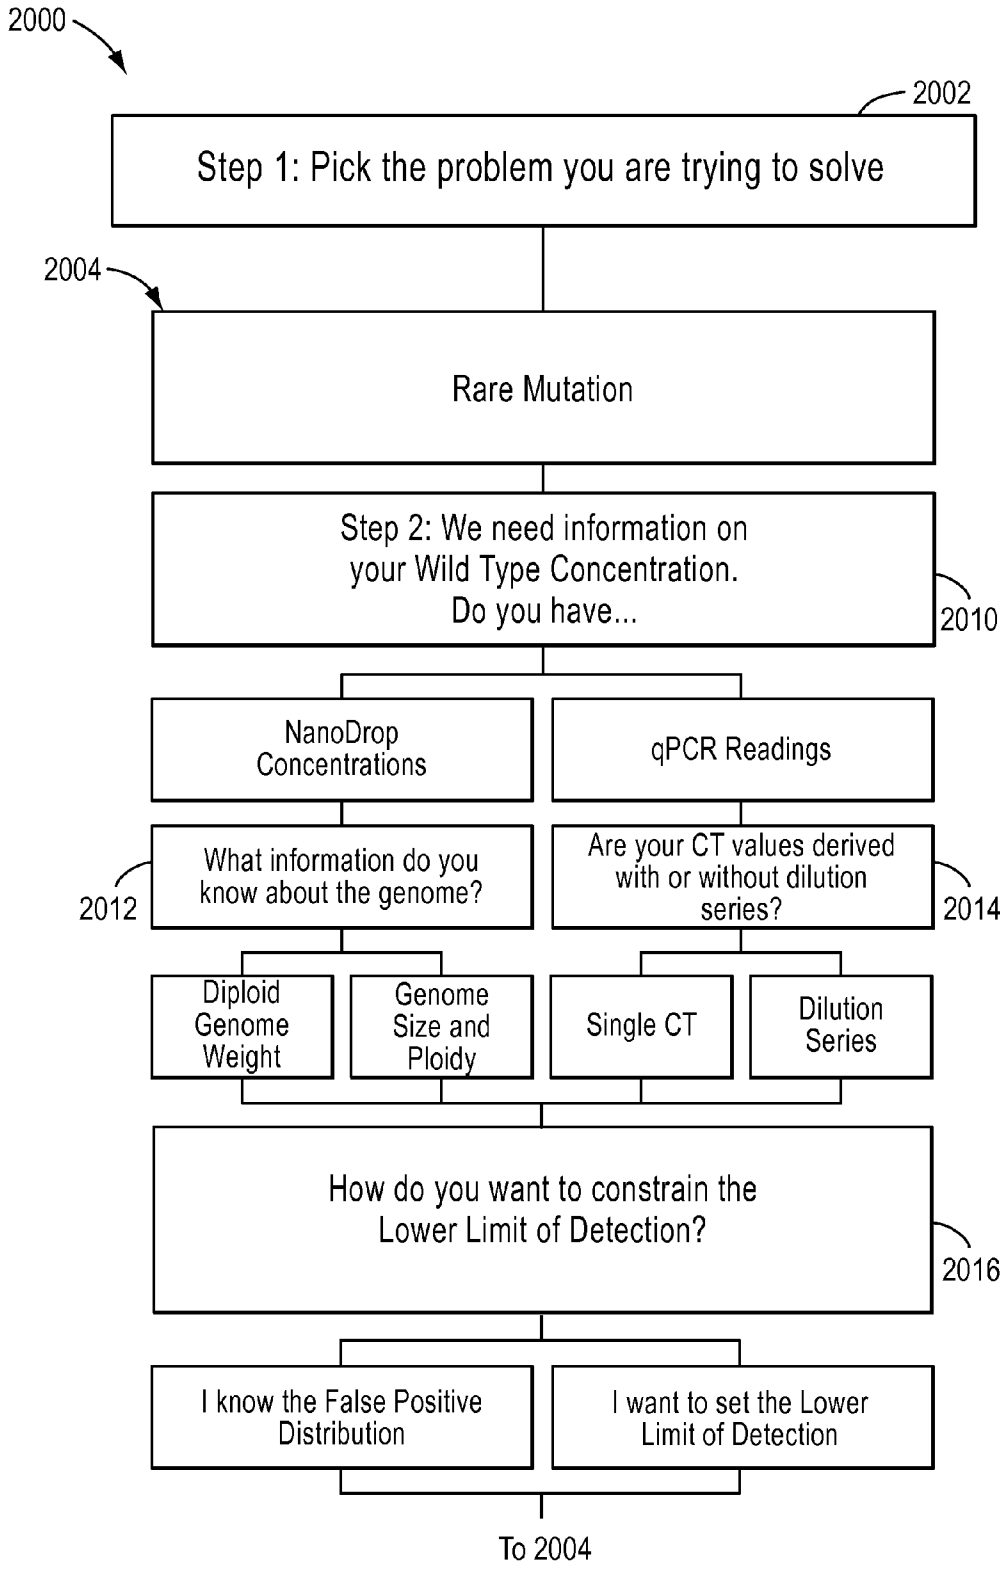 2000
2002
Step 1: Pick the problem you are trying to solve
2004
Rare Mutation
Step 2: We need information on
your Wild Type Concentration.
Do you have...
2010
NanoDrop
Concentrations
qPCR Readings
What information do you
know about the genome?
2012
Are your CT values derived
with or without dilution
series?
2014
Diploid
Genome
Weight
Genome
Size and
Ploidy
Single CT
Dilution
Series
How do you want to constrain the
Lower Limit of Detection?
2016
I know the False Positive
Distribution
I want to set the Lower
Limit of Detection
To 2004